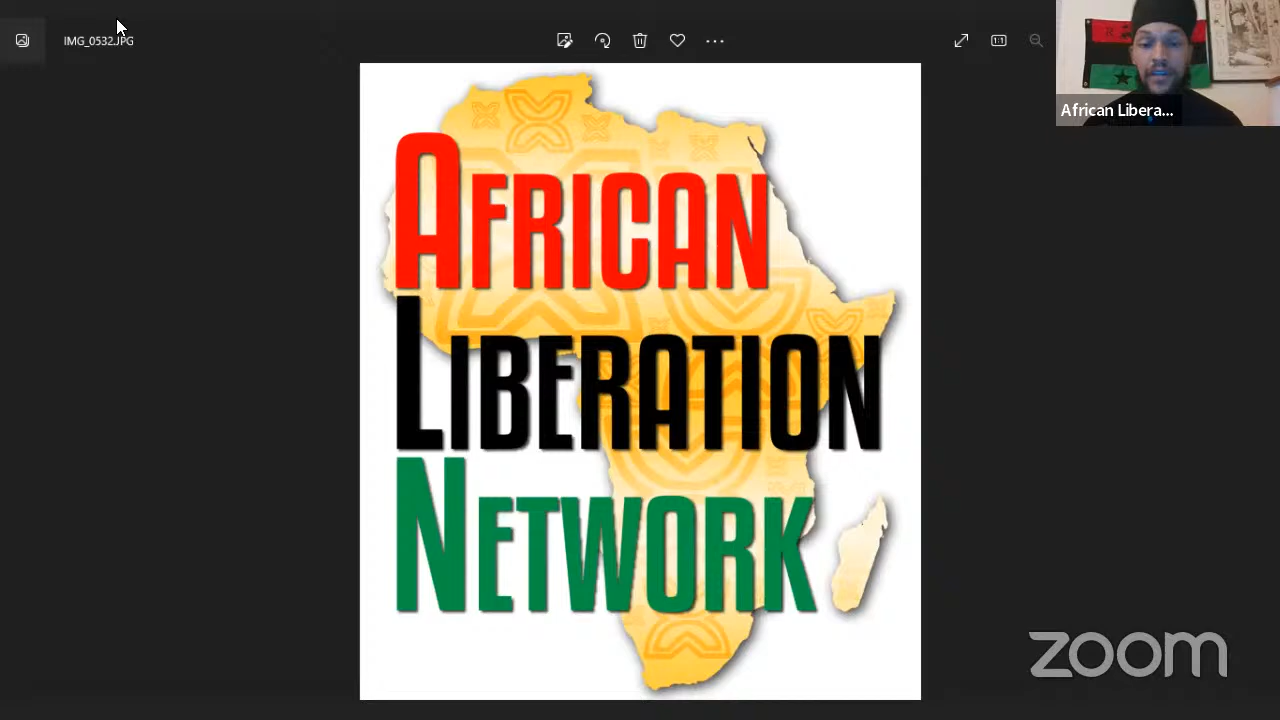 IMG_0532.JPG
African Libera...
AFRICAN
LIBERATION
NETWORK
zoom